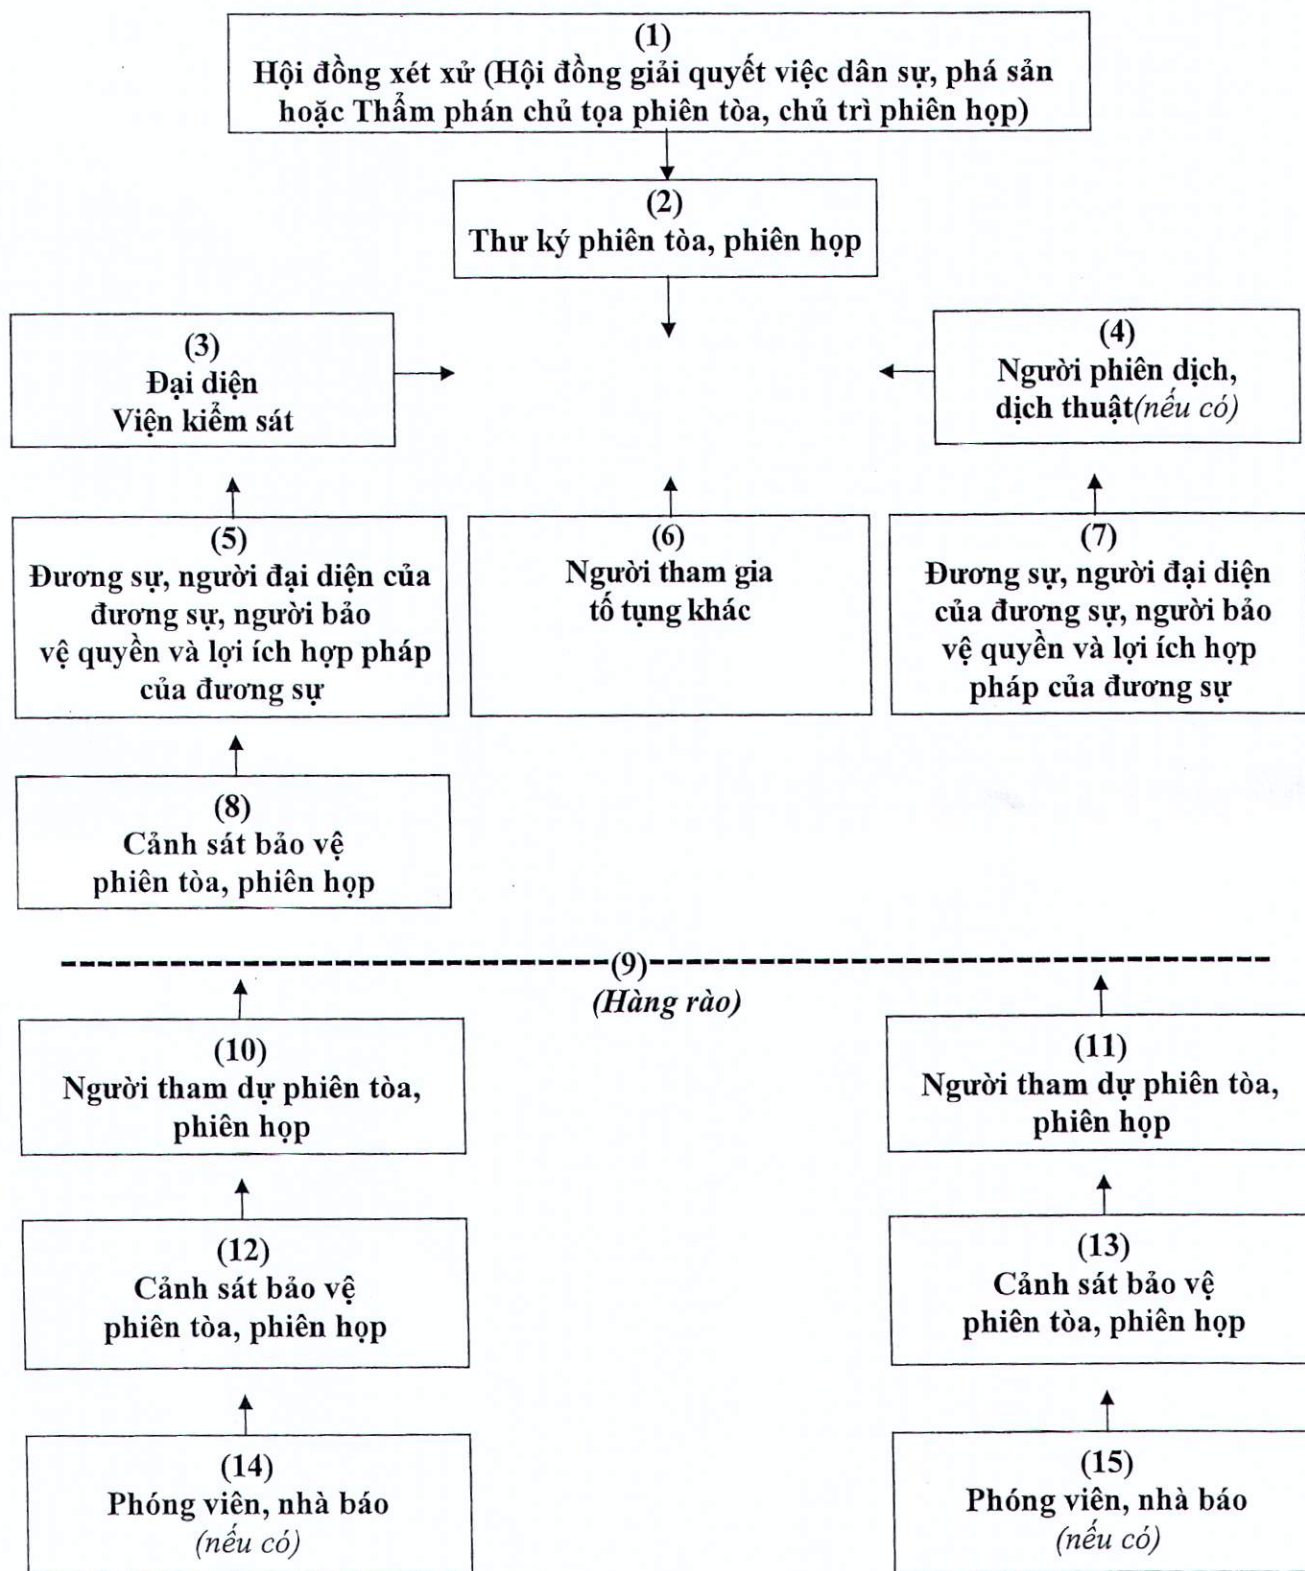 (1)
Hội đồng xét xử (Hội đồng giải quyết việc dân sự, phá sản
hoặc Thẩm phán chủ tọa phiên tòa, chủ trì phiên họp)
(2)
Thư ký phiên tòa, phiên họp
(3)
Đại diện
Viện kiểm sát
(4)
Người phiên dịch,
dịch thuật(nếu có)
(5)
Đương sự, người đại diện của
đương sự, người bảo
vệ quyền và lợi ích hợp pháp
của đương sự
(6)
Người tham gia
tố tụng khác
(7)
Đương sự, người đại diện
của đương sự, người bảo
vệ quyền và lợi ích hợp
pháp của đương sự
(8)
Cảnh sát bảo vệ
phiên tòa, phiên họp
(9)
(Hàng rào)
(10)
Người tham dự phiên tòa,
phiên họp
(11)
Người tham dự phiên tòa,
phiên họp
(12)
Cảnh sát bảo vệ
phiên tòa, phiên họp
(13)
Cảnh sát bảo vệ
phiên tòa, phiên họp
(14)
Phóng viên, nhà báo
(nếu có)
(15)
Phóng viên, nhà báo
(nếu có)